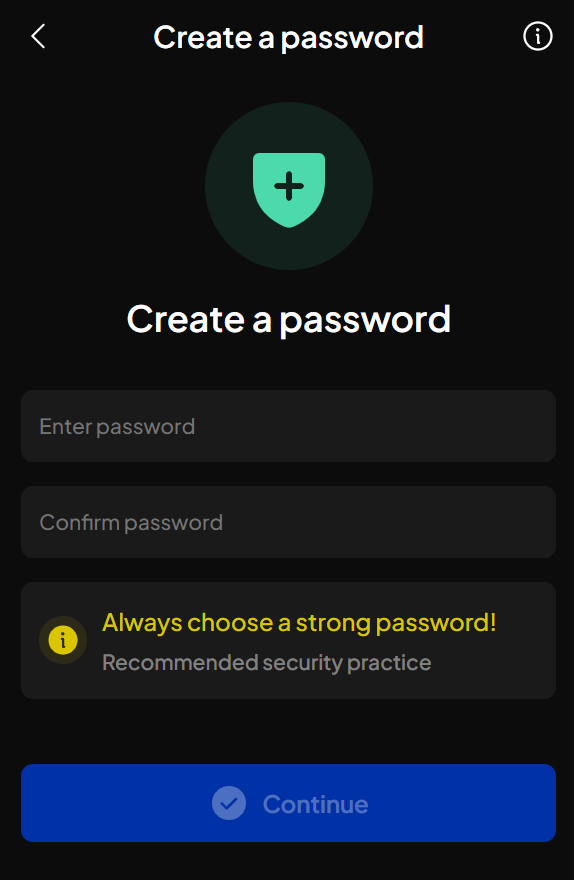 Create a password
Create a password
Enter password
Confirm password
Always choose a strong password!
Recommended security practice
Continue